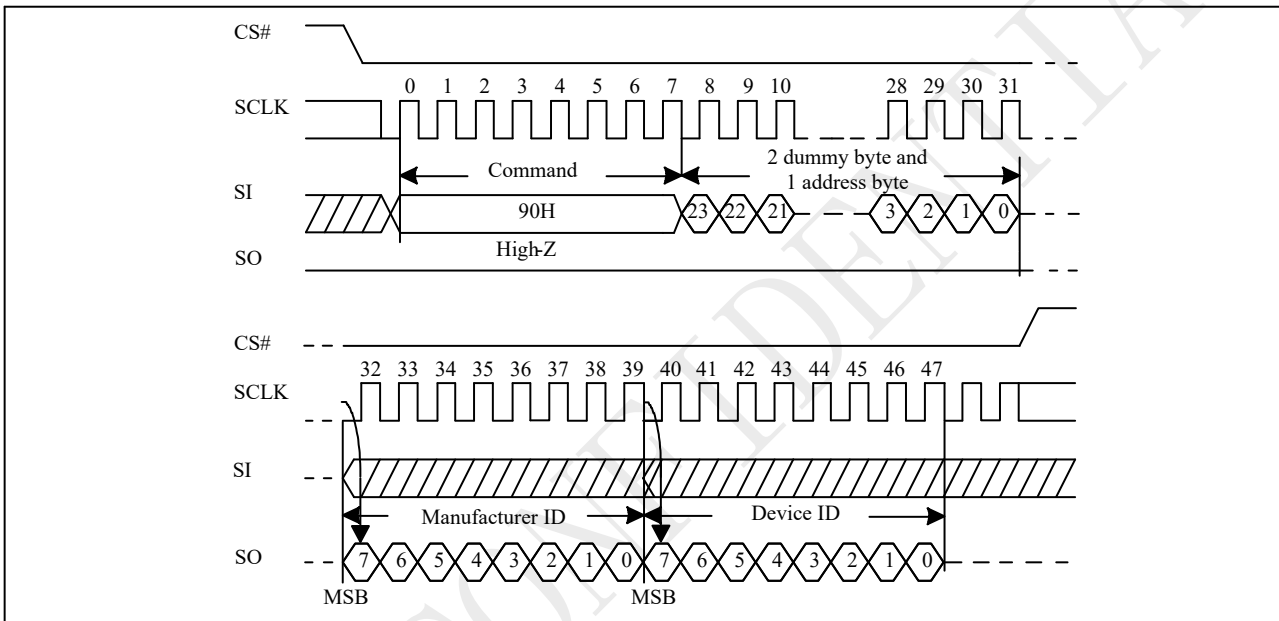 CS#
0 1 2 3 4 5 6 7 8 9 10 28 29 30 31
SCLK
Command
2 dummy byte and
1 address byte
SI
90H
23 22 21 3 2 1 0
High-Z
SO
CS#
32 33 34 35 36 37 38 39 40 41 42 43 44 45 46 47
SCLK
SI
Manufacturer ID
Device ID
SO
7 6 5 4 3 2 1 0 7 6 5 4 3 2 1 0
MSB
MSB
CONFIDENTIA